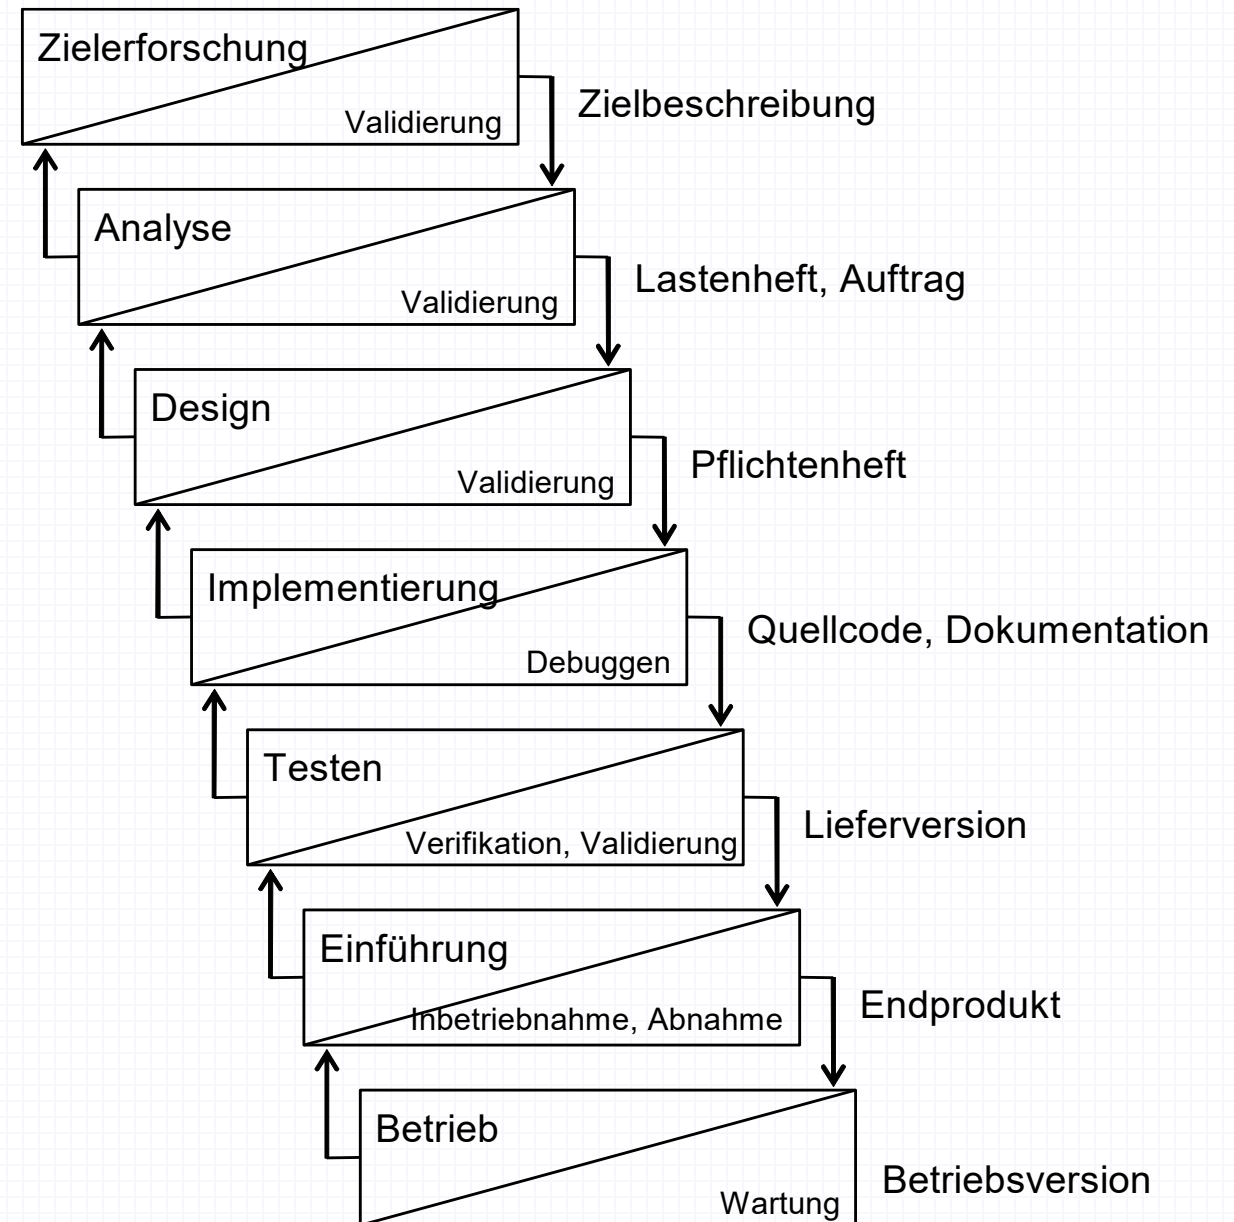 Zielerforschung
Validierung
Zielbeschreibung
Analyse
Validierung
Lastenheft, Auftrag
Design
Validierung
Pflichtenheft
Implementierung
Debuggen
Quellcode, Dokumentation
Testen
Verifikation, Validierung
Lieferversion
Einführung
Inbetriebnahme, Abnahme
Endprodukt
Betrieb
Wartung
Betriebsversion